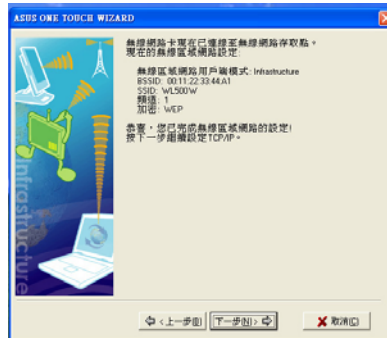 ASUS ONE TOUCH WIZARD
無線網路卡現在已連線至無線網路存取點。
現在的無線區域網路設定:
無線區域網路用戶端模式: Infrastructure
BSSID: 00:11:22:33:44:A1
SSID: WL500W
頻道: 1
加密: WEP
恭喜，您已完成無線區域網路的設定!
按下一步繼續設定TCP/IP。
Infrastructure
<上一步(B) 下一步(N)> 取消(C)